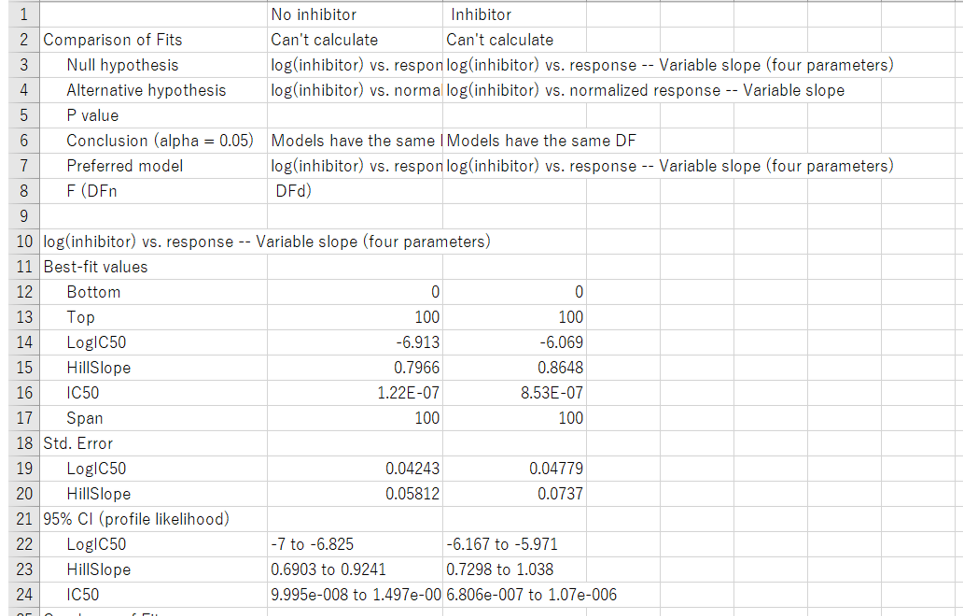 1 No inhibitor Inhibitor
2 Comparison of Fits Can't calculate Can't calculate
3 Null hypothesis log(inhibitor) vs. respon log(inhibitor) vs. response -- Variable slope (four parameters)
4 Alternative hypothesis log(inhibitor) vs. norma log(inhibitor) vs. normalized response -- Variable slope
5 P value
6 Conclusion (alpha = 0.05) Models have the same Models have the same DF
7 Preferred model log(inhibitor) vs. respon log(inhibitor) vs. response -- Variable slope (four parameters)
8 F (DFn DFd)
9
10 log(inhibitor) vs. response -- Variable slope (four parameters)
11 Best-fit values
12 Bottom 0 0
13 Top 100 100
14 LogIC50 -6.913 -6.069
15 HillSlope 0.7966 0.8648
16 IC50 1.22E-07 8.53E-07
17 Span 100 100
18 Std. Error
19 LogIC50 0.04243 0.04779
20 HillSlope 0.05812 0.0737
21 95% CI (profile likelihood)
22 LogIC50 -7 to -6.825 -6.167 to -5.971
23 HillSlope 0.6903 to 0.9241 0.7298 to 1.038
24 IC50 9.995e-008 to 1.497e-00 6.806e-007 to 1.07e-006